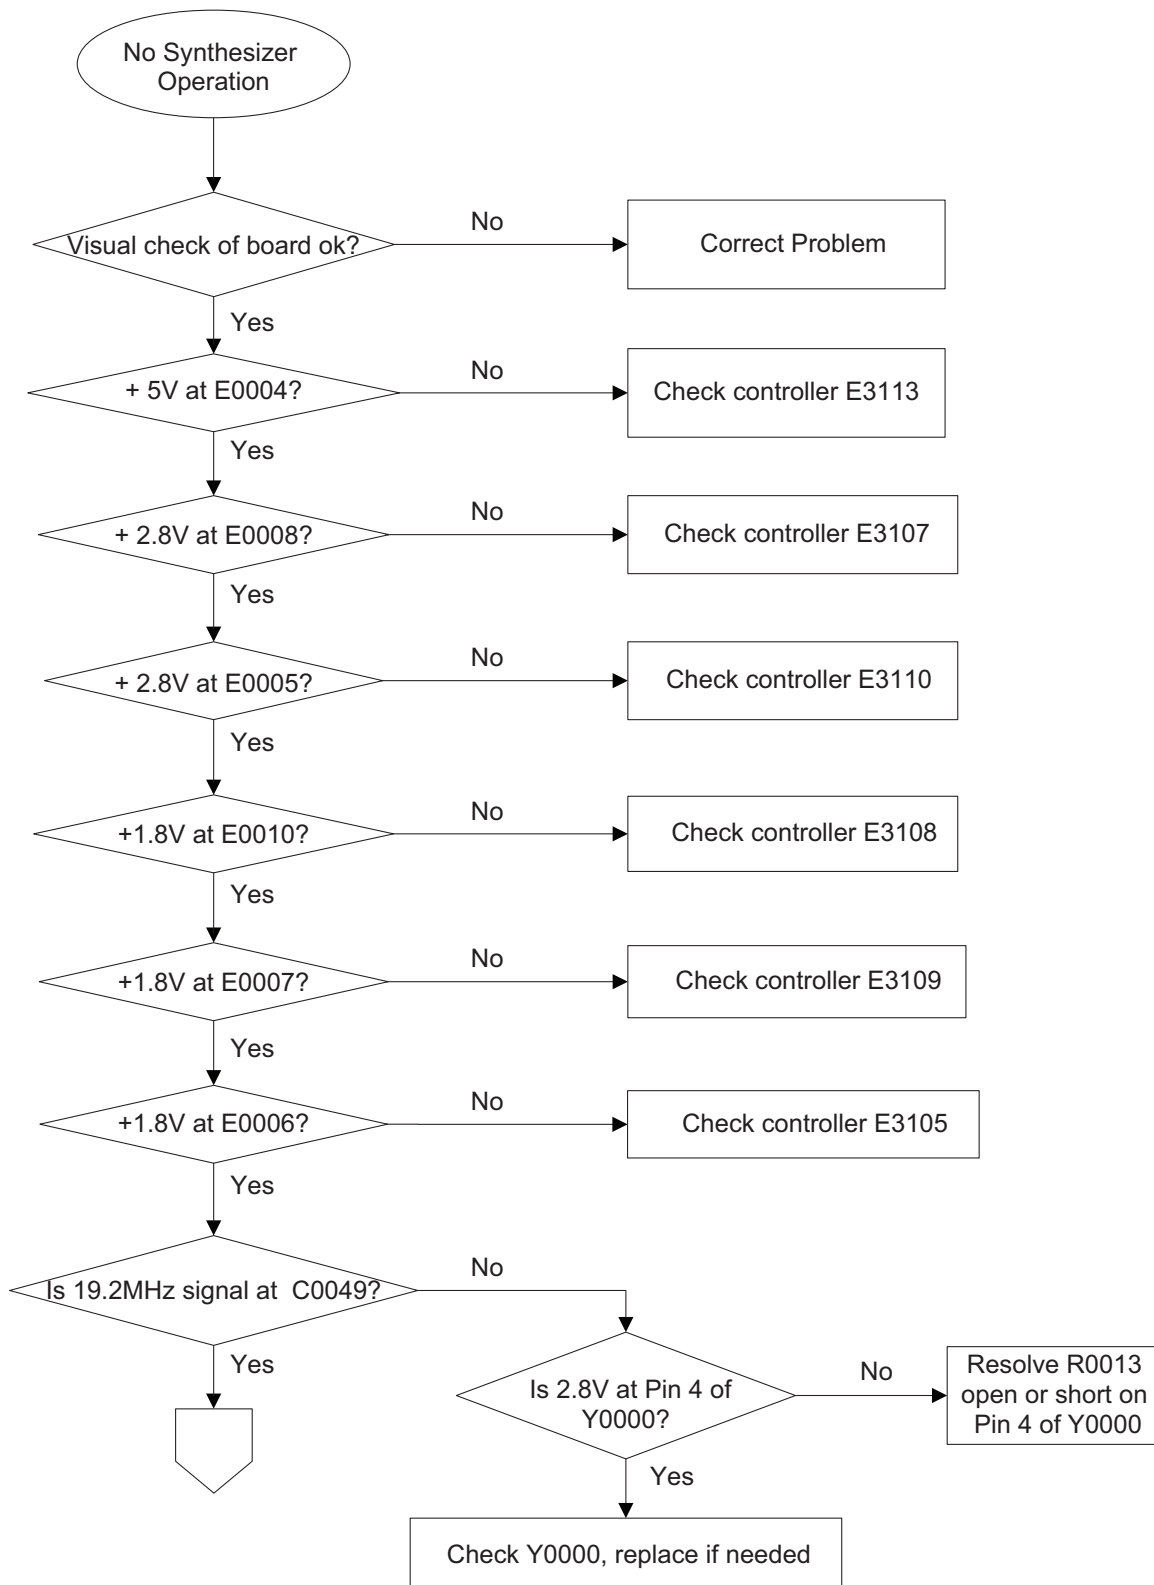 No Synthesizer
Operation
Visual check of board ok?
No
Correct Problem
Yes
+ 5V at E0004?
No
Check controller E3113
Yes
+ 2.8V at E0008?
No
Check controller E3107
Yes
+ 2.8V at E0005?
No
Check controller E3110
Yes
+1.8V at E0010?
No
Check controller E3108
Yes
+1.8V at E0007?
No
Check controller E3109
Yes
+1.8V at E0006?
No
Check controller E3105
Yes
Is 19.2MHz signal at C0049?
No
Yes
Is 2.8V at Pin 4 of
Y0000?
No
Resolve R0013
open or short on
Pin 4 of Y0000
Yes
Check Y0000, replace if needed